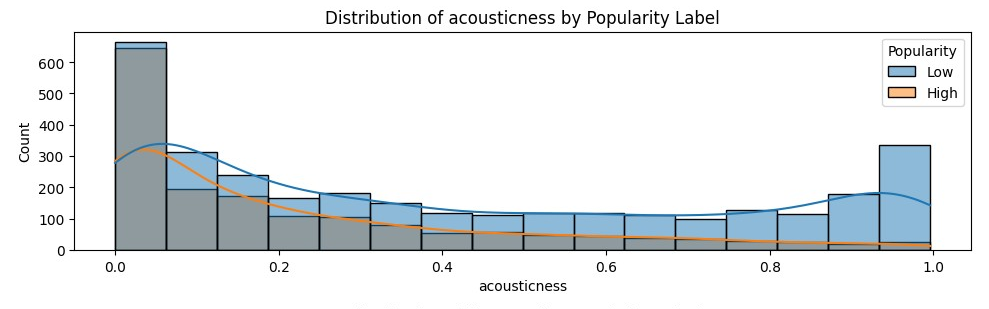 Distribution of acousticness by Popularity Label
Popularity
Low
High
Count
600
500
400
300
200
100
0
0.0 0.2 0.4 0.6 0.8 1.0
acousticness